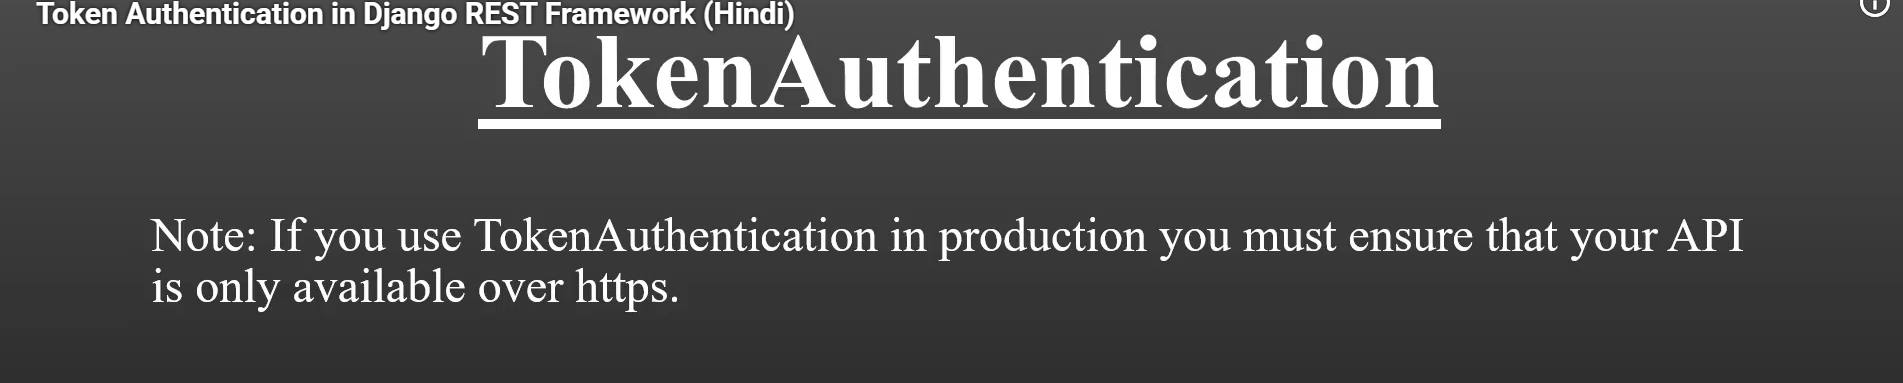 Token Authentication in Django REST Framework (Hindi)
TokenAuthentication
Note: If you use TokenAuthentication in production you must ensure that your API
is only available over https.